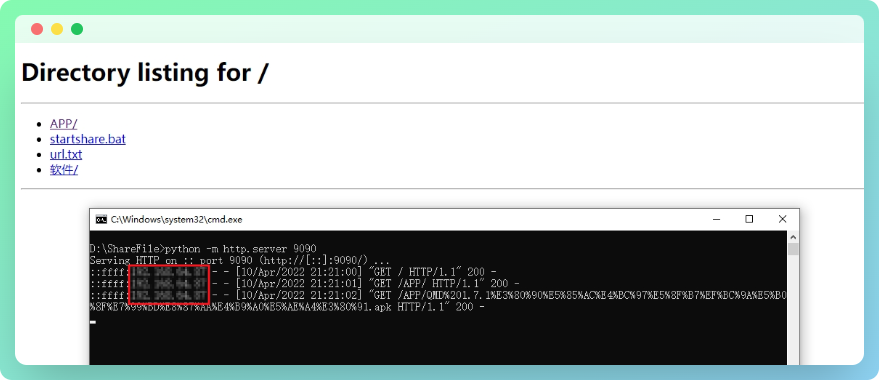 Directory listing for /
APP/
startshare.bat
url.txt
软件/
C:\Windows\system32\cmd.exe
D:\ShareFile>python -m http.server 9090
Serving HTTP on :: port 9090 (http://[::]:9090/) ...
::ffff: - - [10/Apr/2022 21:21:00] "GET / HTTP/1.1" 200 -
::ffff: - - [10/Apr/2022 21:21:01] "GET /APP/ HTTP/1.1" 200 -
::ffff: - - [10/Apr/2022 21:21:02] "GET /APP/QMD%201.7.1%E3%80%90%E5%85%AC%E4%BC%97%E5%8F%B7%EF%BC%9A%E5%B0
%8F%E7%99%BD%E8%87%AA%E4%B9%A0%E5%AE%A4%E3%80%91.apk HTTP/1.1" 200 -